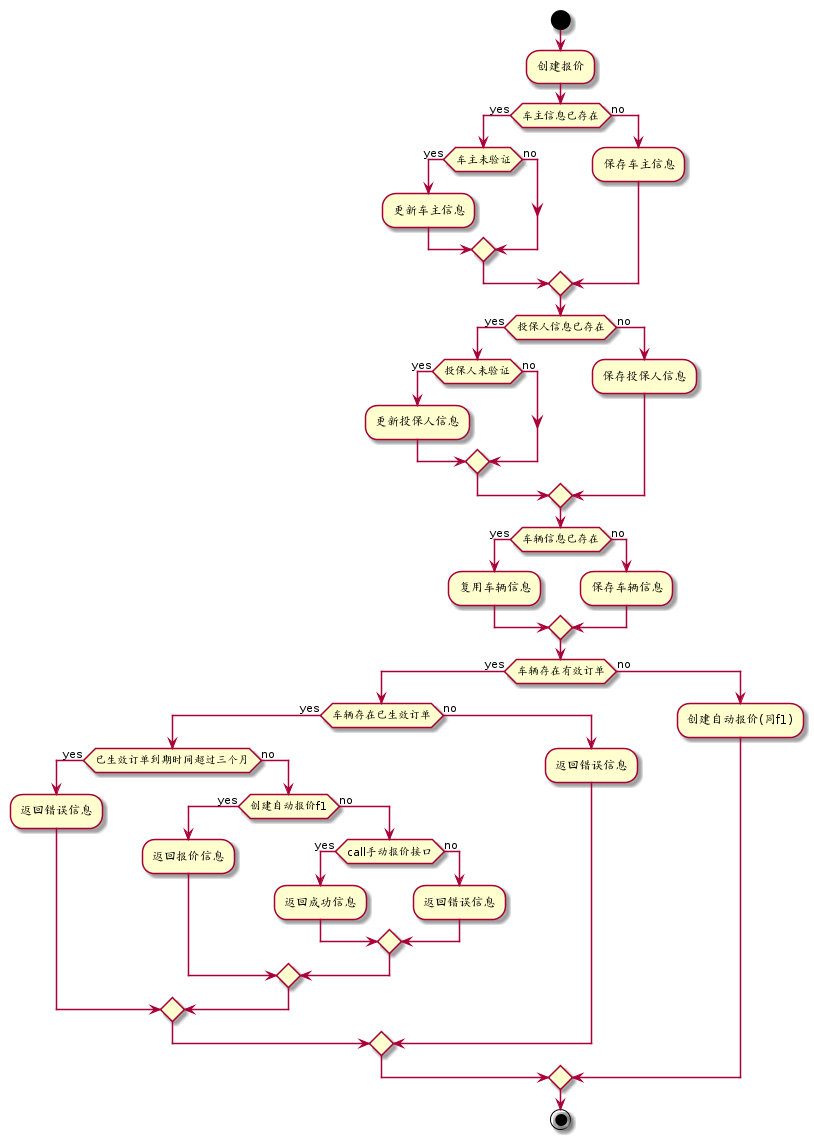 创建报价
yes
车主信息已存在
no
yes
车主未验证
no
保存车主信息
更新车主信息
yes
投保人信息已存在
no
yes
投保人未验证
no
保存投保人信息
更新投保人信息
yes
车辆信息已存在
no
复用车辆信息
保存车辆信息
yes
车辆存在有效订单
no
yes
车辆存在已生效订单
no
创建自动报价(同f1)
yes
已生效订单到期时间超过三个月
no
返回错误信息
返回错误信息
yes
创建自动报价f1
no
返回报价信息
yes
call手动报价接口
no
返回成功信息
返回错误信息